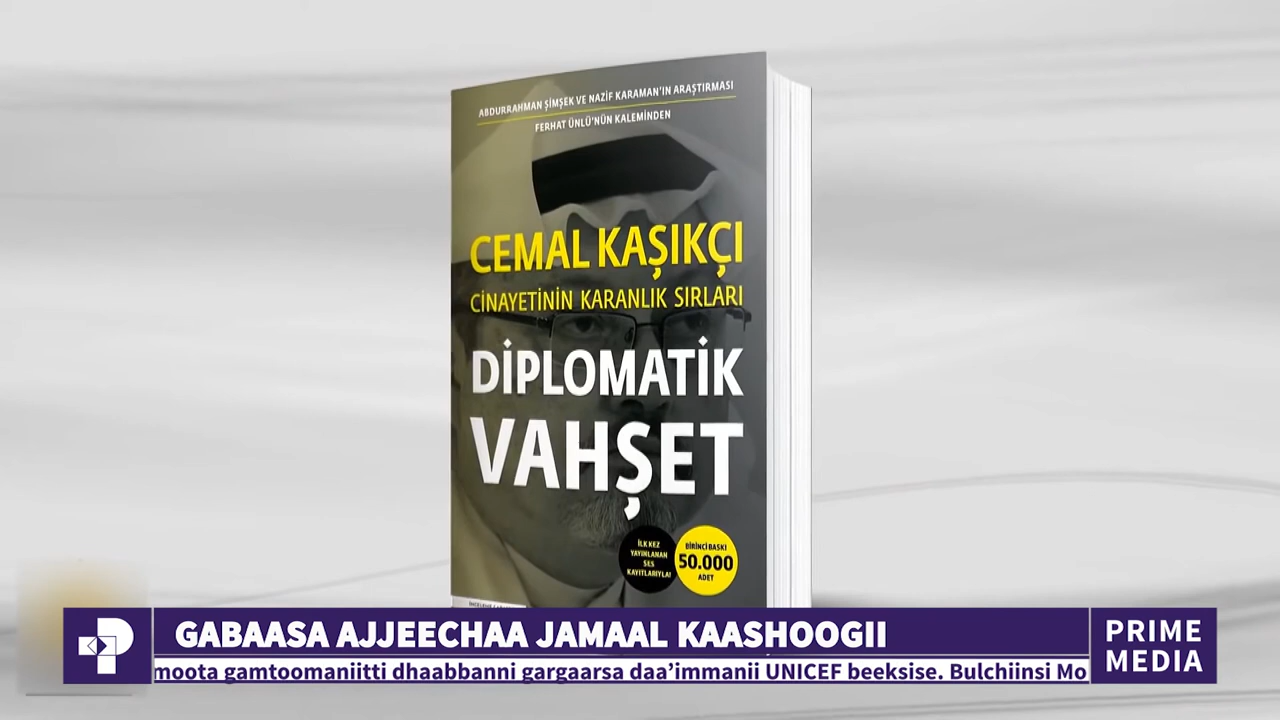 ABDURRAHMAN ŞİMŞEK VE NAZİF KARAMAN'IN ARAŞTIRMASI
FERHAT ÜNLÜ'NÜN KALEMİNDEN
CEMAL KAŞIKÇI
CİNAYETİNİN KARANLIK SIRLARI
DİPLOMATİK
VAHŞET
İLK KEZ
YAYINLANAN
SES
KAYITLARIYLA!
BİRİNCİ BASKI
50.000
ADET
GABAASA AJJEECHAA JAMAAL KAASHOOGII
moota gamtoomaniitti dhaabbanni gargaarsa daa'immanii UNICEF beeksise. Bulchiinsi Mo
PRIME
MEDIA